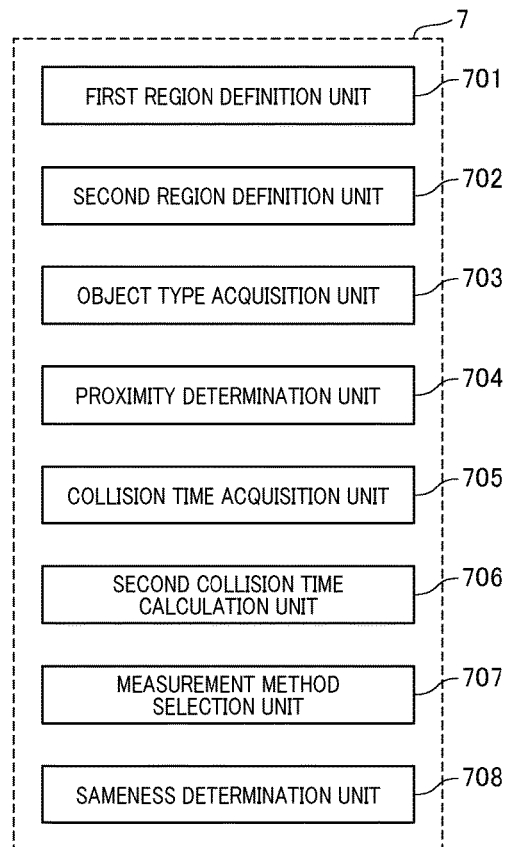 7
FIRST REGION DEFINITION UNIT
701
SECOND REGION DEFINITION UNIT
702
OBJECT TYPE ACQUISITION UNIT
703
PROXIMITY DETERMINATION UNIT
704
COLLISION TIME ACQUISITION UNIT
705
SECOND COLLISION TIME
CALCULATION UNIT
706
MEASUREMENT METHOD
SELECTION UNIT
707
SAMENESS DETERMINATION UNIT
708